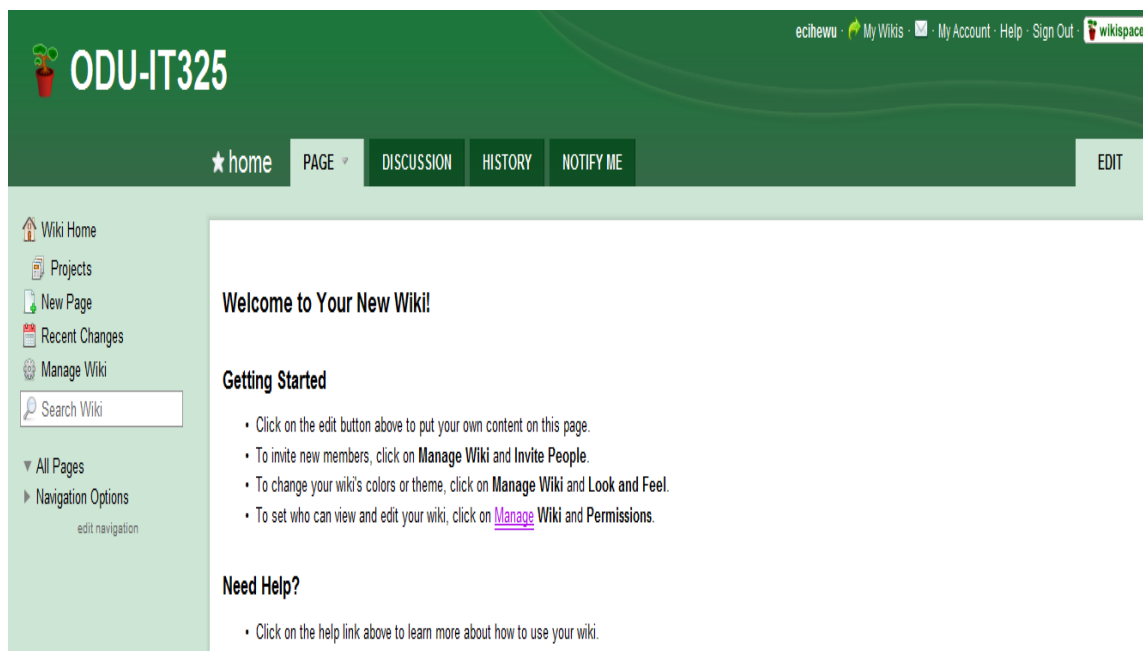 ecihewu · My Wikis · · My Account · Help · Sign Out · wikispace
ODU-IT325
home PAGE DISCUSSION HISTORY NOTIFY ME EDIT
Wiki Home
Projects
New Page
Recent Changes
Manage Wiki
Search Wiki
All Pages
Navigation Options
edit navigation
Welcome to Your New Wiki!
Getting Started
• Click on the edit button above to put your own content on this page.
• To invite new members, click on Manage Wiki and Invite People.
• To change your wiki's colors or theme, click on Manage Wiki and Look and Feel.
• To set who can view and edit your wiki, click on Manage Wiki and Permissions.
Need Help?
• Click on the help link above to learn more about how to use your wiki.